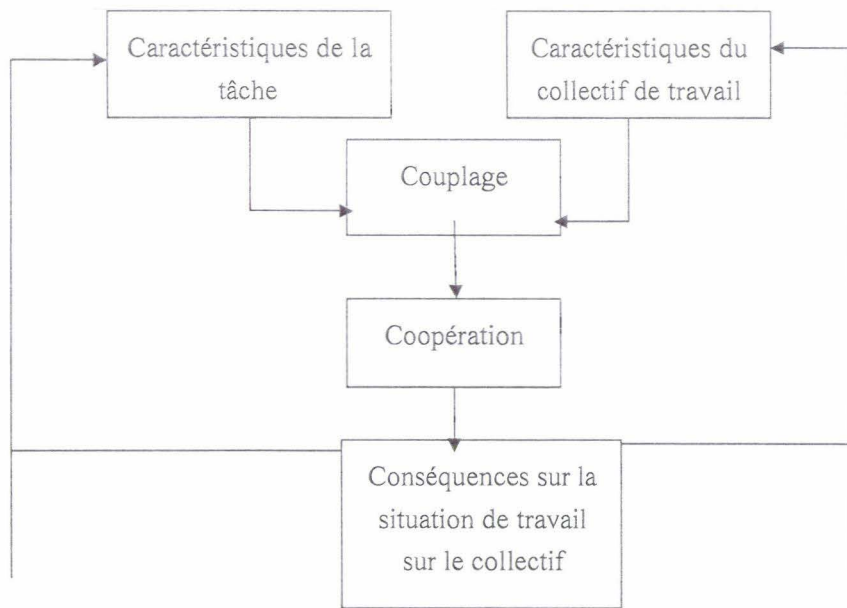 Caractéristiques de la
tâche
Caractéristiques du
collectif de travail
Couplage
Coopération
Conséquences sur la
situation de travail
sur le collectif